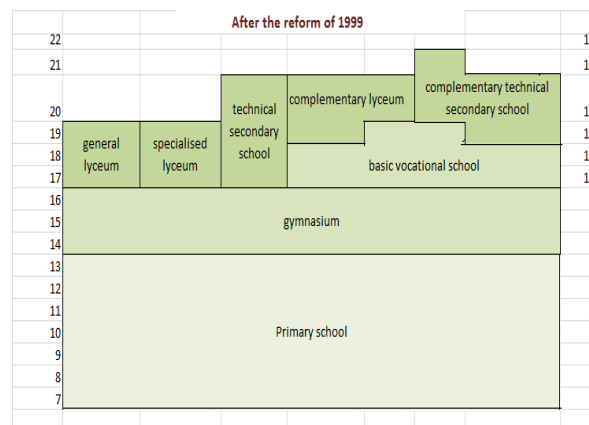 After the reform of 1999
22
1
21
1
complementary lyceum
complementary technical
secondary school
20
1
technical
secondary
school
19
1
general
lyceum
specialised
lyceum
18
1
basic vocational school
17
1
16
15
gymnasium
14
13
12
11
10
Primary school
9
8
7